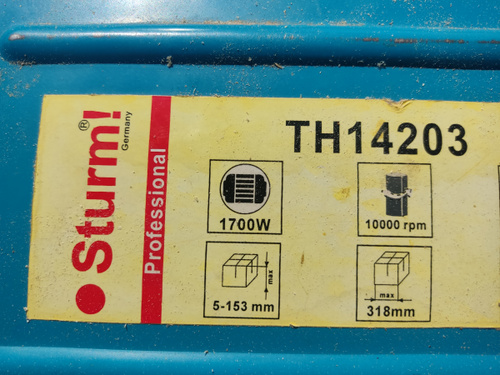 Sturm!®
Germany
Professional
TH14203
1700W
10000 rpm
max
5-153 mm
max
318mm